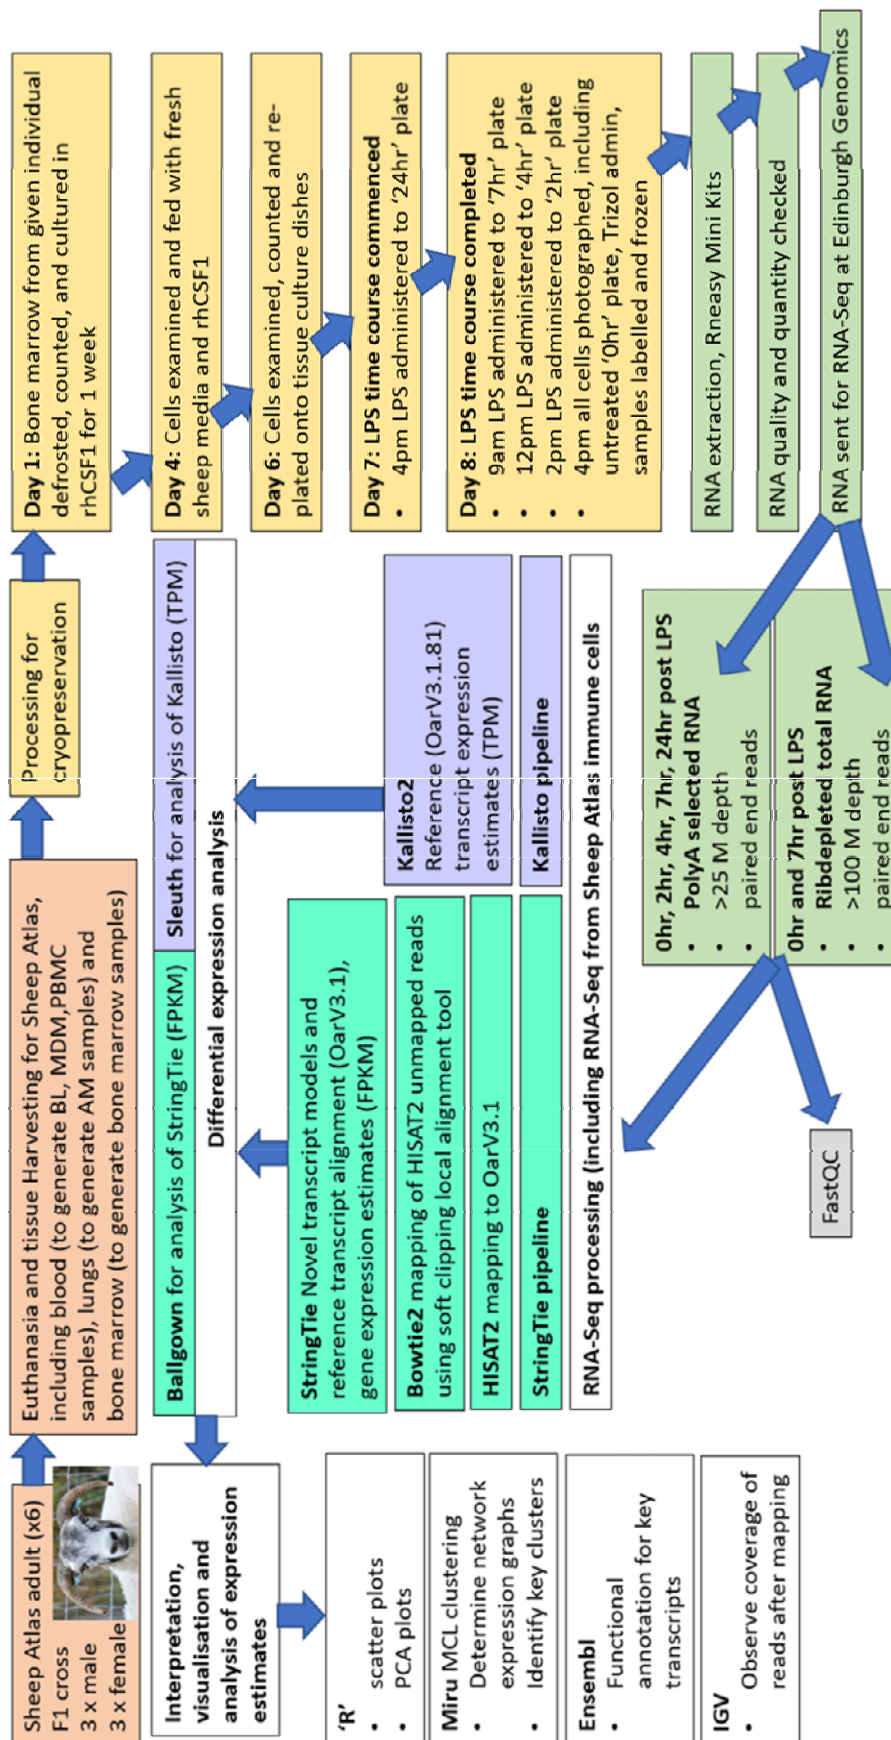 Sheep Atlas adult (x6)
F1 cross
3 x male
3 x female
Euthanasia and tissue Harvesting for Sheep Atlas,
including blood (to generate BL, MDM,PBMC
samples), lungs (to generate AM samples) and
bone marrow (to generate bone marrow samples)
Processing for
cryopreservation
Day 1: Bone marrow from given individual
defrosted, counted, and cultured in
rhCSF1 for 1 week
Day 4: Cells examined and fed with fresh
sheep media and rhCSF1
Day 6: Cells examined, counted and re-
plated onto tissue culture dishes
Day 7: LPS time course commenced
• 4pm LPS administered to '24hr' plate
Day 8: LPS time course completed
• 9am LPS administered to '7hr' plate
• 12pm LPS administered to '4hr' plate
• 2pm LPS administered to '2hr' plate
• 4pm all cells photographed, including
untreated '0hr' plate, Trizol admin,
samples labelled and frozen
RNA extraction, Rneasy Mini Kits
RNA quality and quantity checked
RNA sent for RNA-Seq at Edinburgh Genomics
0hr, 2hr, 4hr, 7hr, 24hr post LPS
• PolyA selected RNA
• >25 M depth
• paired end reads
0hr and 7hr post LPS
• Ribdepleted total RNA
• >100 M depth
• paired end reads
FastQC
RNA-Seq processing (including RNA-Seq from Sheep Atlas immune cells
StringTie pipeline
HISAT2 mapping to OarV3.1
Bowtie2 mapping of HISAT2 unmapped reads
using soft clipping local alignment tool
StringTie Novel transcript models and
reference transcript alignment (OarV3.1),
gene expression estimates (FPKM)
Kallisto pipeline
Kallisto2
Reference (OarV3.1.81)
transcript expression
estimates (TPM)
Ballgown for analysis of StringTie (FPKM)
Sleuth for analysis of Kallisto (TPM)
Differential expression analysis
Interpretation,
visualisation and
analysis of expression
estimates
'R'
• scatter plots
• PCA plots
Miru MCL clustering
• Determine network
expression graphs
• Identify key clusters
Ensembl
• Functional
annotation for key
transcripts
IGV
• Observe coverage of
reads after mapping